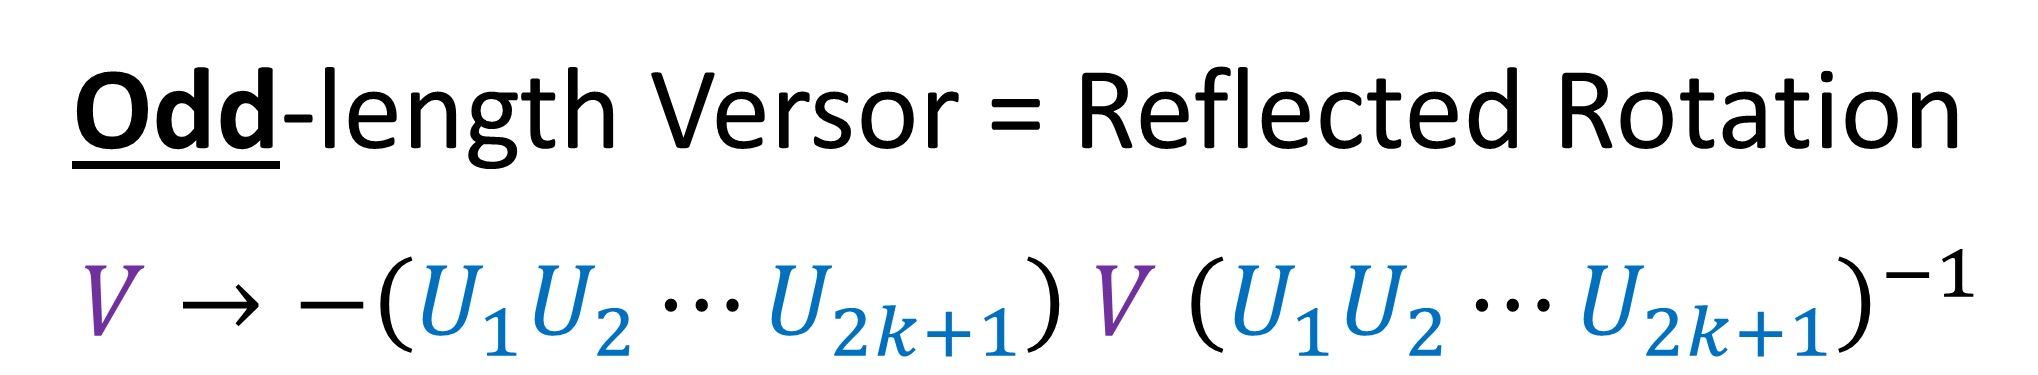 Odd-length Versor = Reflected Rotation
V → −(U₁U₂ ⋯ U₂ₖ₊₁) V (U₁U₂ ⋯ U₂ₖ₊₁)⁻¹